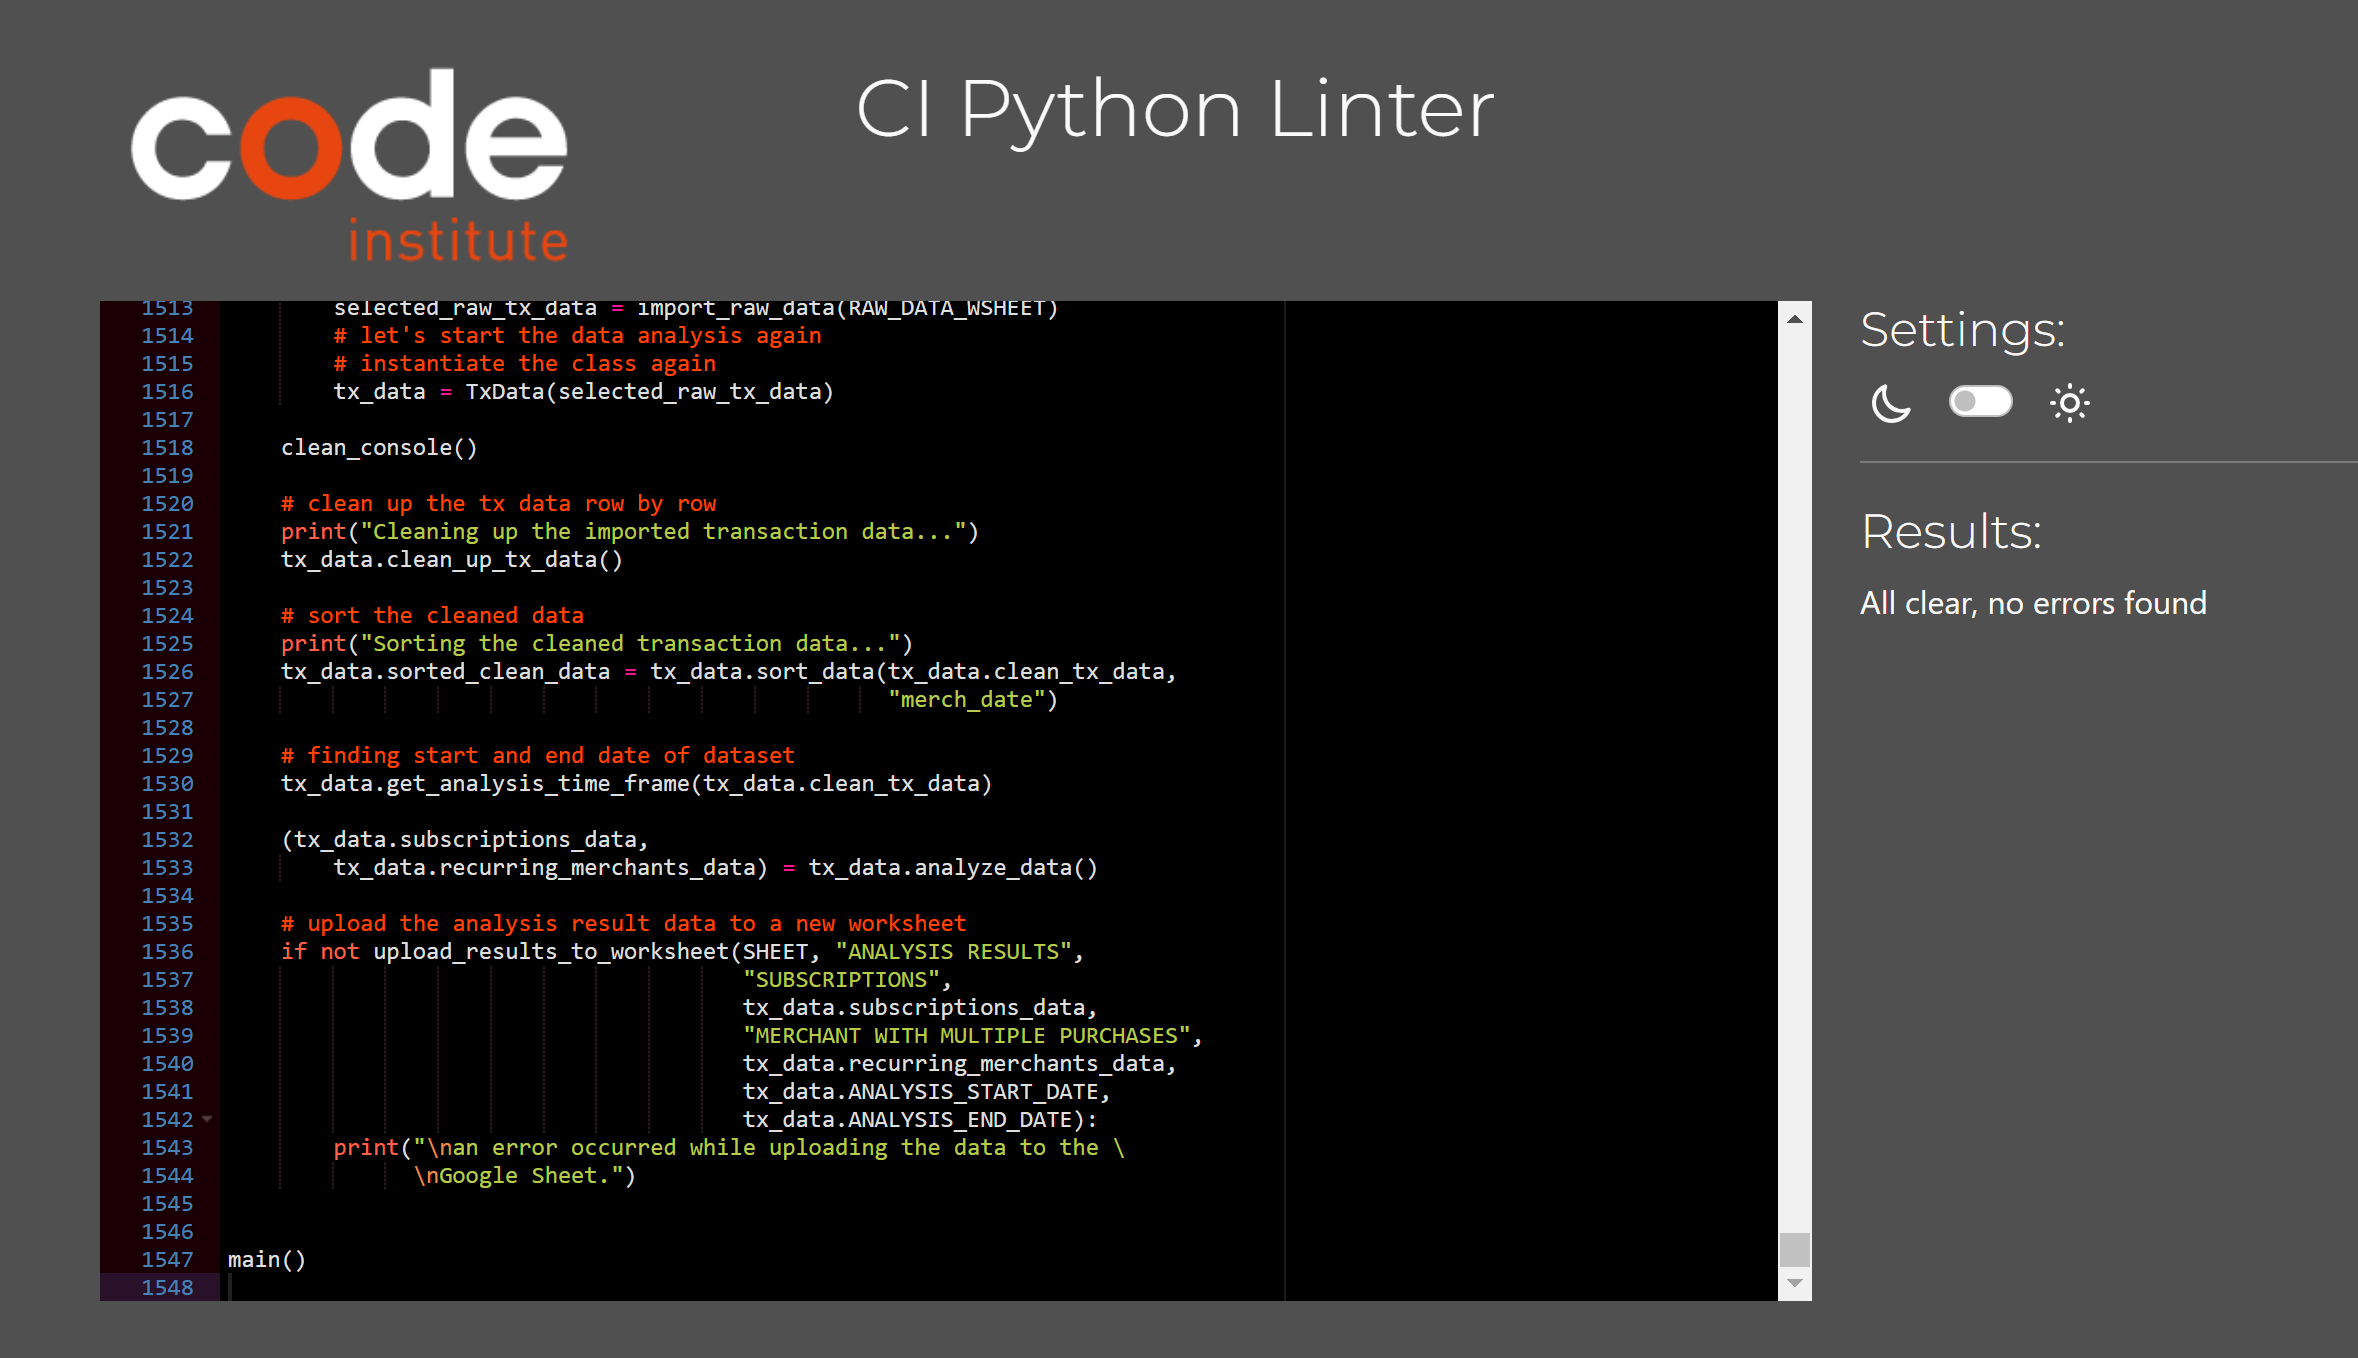 code
institute
CI Python Linter
1513         selected_raw_tx_data = import_raw_data(RAW_DATA_WSHEET)
1514         # let's start the data analysis again
1515         # instantiate the class again
1516         tx_data = TxData(selected_raw_tx_data)
1517
1518     clean_console()
1519
1520     # clean up the tx data row by row
1521     print("Cleaning up the imported transaction data...")
1522     tx_data.clean_up_tx_data()
1523
1524     # sort the cleaned data
1525     print("Sorting the cleaned transaction data...")
1526     tx_data.sorted_clean_data = tx_data.sort_data(tx_data.clean_tx_data,
1527                                                   "merch_date")
1528
1529     # finding start and end date of dataset
1530     tx_data.get_analysis_time_frame(tx_data.clean_tx_data)
1531
1532     (tx_data.subscriptions_data,
1533         tx_data.recurring_merchants_data) = tx_data.analyze_data()
1534
1535     # upload the analysis result data to a new worksheet
1536     if not upload_results_to_worksheet(SHEET, "ANALYSIS RESULTS",
1537                                        "SUBSCRIPTIONS",
1538                                        tx_data.subscriptions_data,
1539                                        "MERCHANT WITH MULTIPLE PURCHASES",
1540                                        tx_data.recurring_merchants_data,
1541                                        tx_data.ANALYSIS_START_DATE,
1542                                        tx_data.ANALYSIS_END_DATE):
1543         print("\nan error occurred while uploading the data to the \
1544               \nGoogle Sheet.")
1545
1546
1547 main()
1548
Settings:
Results:
All clear, no errors found